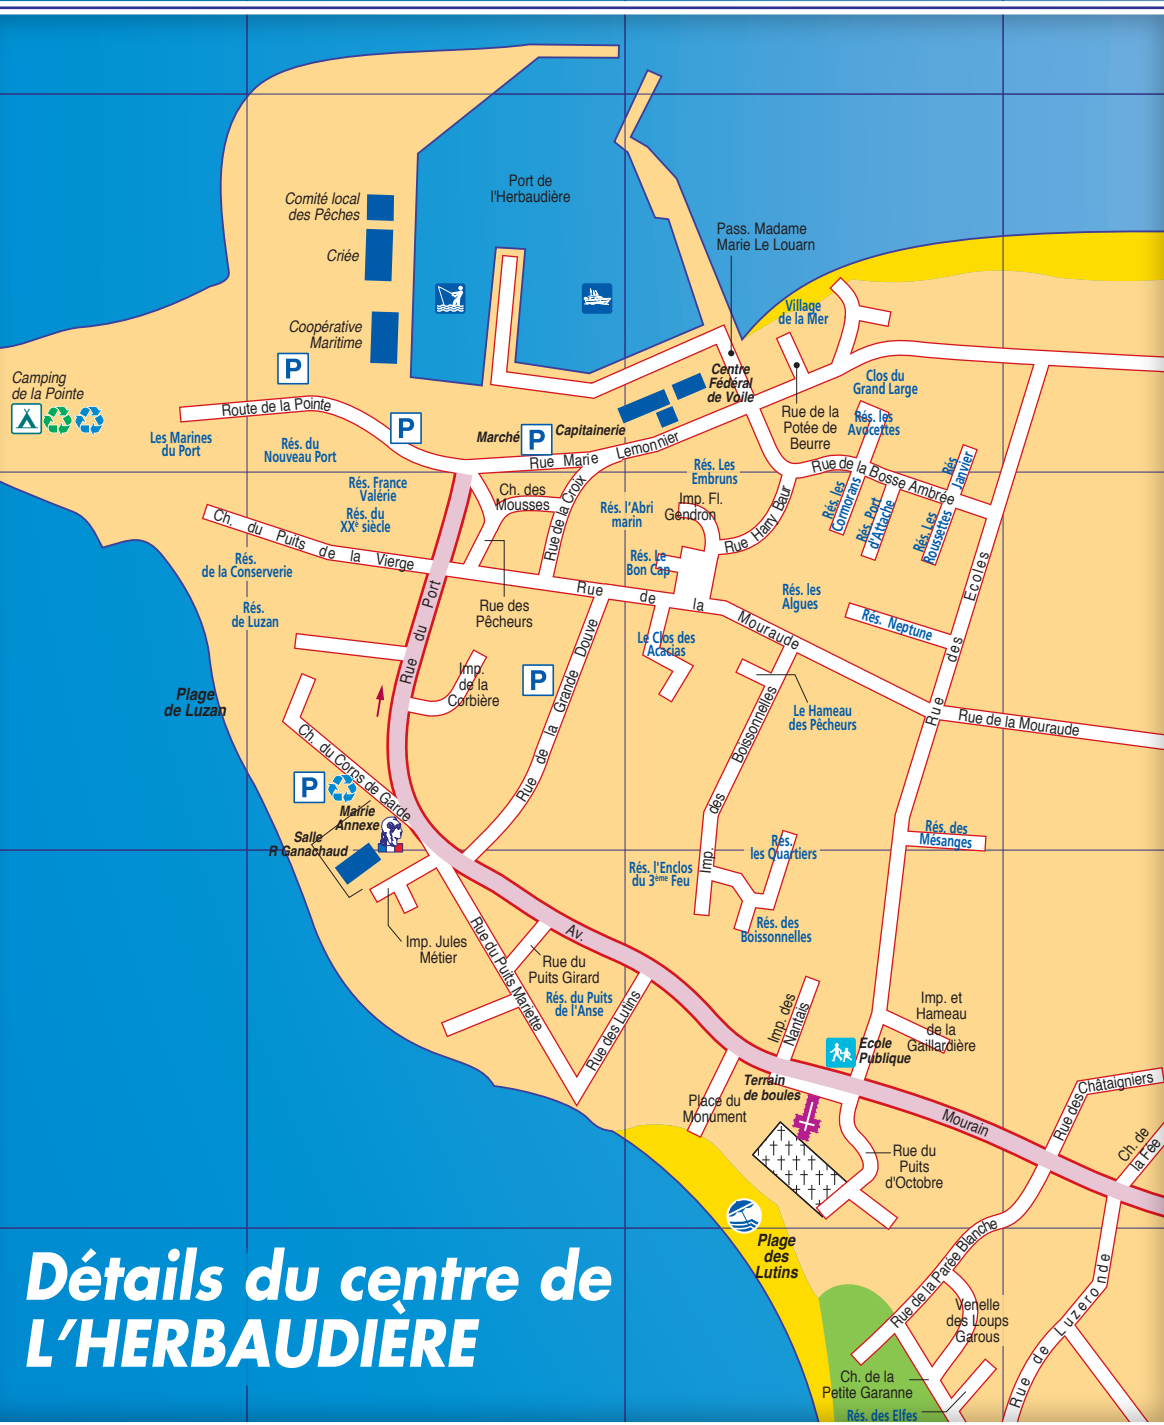 Port de
l'Herbaudière
Comité local
des Pêches
Criée
Coopérative
Maritime
Pass. Madame
Marie Le Louarn
Village
de la Mer
Camping
de la Pointe
P
Route de la Pointe
P
Les Marines
du Port
Rés. du
Nouveau Port
Marché
P
Capitainerie
Centre
Fédéral
de Voile
Clos du
Grand Large
Rue de la
Potée de
Beurre
Rés. les
Avocettes
Rue Marie Lemonnier
Rés. France
Valérie
Rés. du
XXe siècle
Ch. des
Mousses
Rue de la Croix
Rés. l'Abri
marin
Rés. Les
Embruns
Imp. Fl.
Gendron
Rue Harry Baur
Rue de la Bosse Ambrée
Rés. les
Cormorans
Rés. Port
d'Attache
Rés. Les
Roussettes
Rés
Janvier
Ch. du Puits de la Vierge
Rés.
de la Conserverie
Rés.
de Luzan
Rés. Le
Bon Cap
Rue des
Pêcheurs
Rue de la Mouraude
Rés. les
Algues
Rés. Neptune
Rue des Ecoles
Rue du Port
Le Clos des
Acacias
Imp.
de la
Corbière
P
Rue de la Grande Douve
Plage
de Luzan
Le Hameau
des Pêcheurs
Rue de la Mouraude
Ch. du Corps de Garde
P
Mairie
Annexe
Salle
R Ganachaud
Imp. des Boissonnelles
Rés. des
Mésanges
Rés.
les Quartiers
Rés. l'Enclos
du 3ème Feu
Rés. des
Boissonnelles
Imp. Jules
Métier
Rue du Puits Mariette
Av. Mourain
Rue du
Puits Girard
Rés. du Puits
de l'Anse
Rue des Lutins
Imp. des
Nantais
Imp. et
Hameau
de la
Gaillardière
Ecole
Publique
Terrain
de boules
Place du
Monument
Rue des Châtaigniers
Ch. de
la Fée
Rue du
Puits
d'Octobre
Plage
des
Lutins
Rue de la Parée Blanche
Venelle
des Loups
Garous
Rue de Luzeronde
Ch. de la
Petite Garanne
Rés. des Elfes
Détails du centre de
L'HERBAUDIÈRE